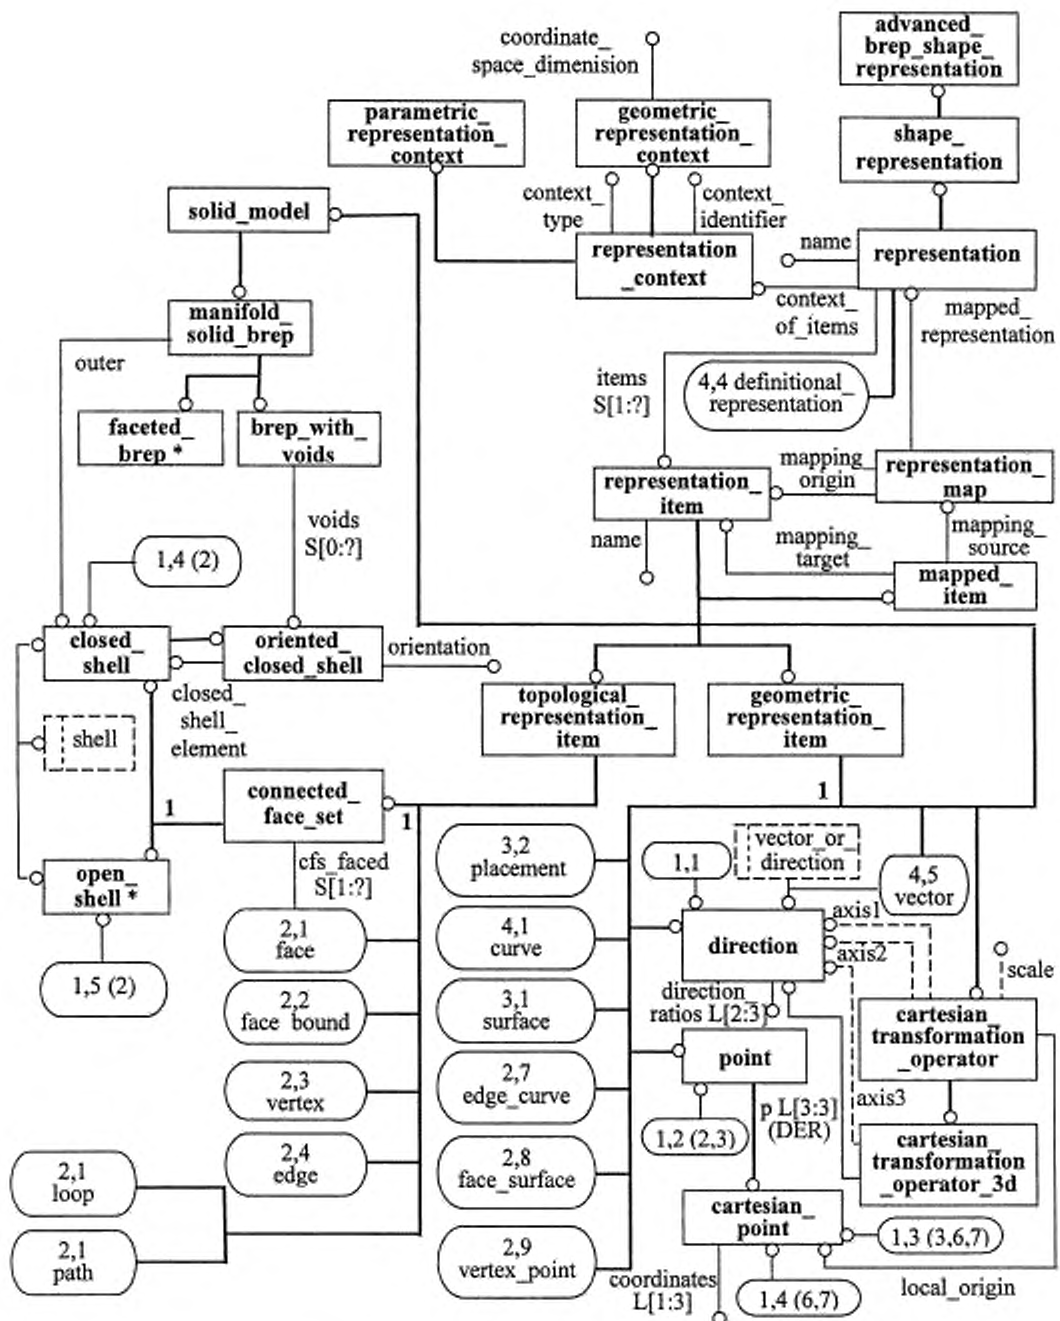 coordinate_
space_dimenision
advanced_
brep_shape_
representation
parametric_
representation_
context
geometric_
representation_
context
shape_
representation
solid_model
context_
type
context_
identifier
representation
_context
name
representation
manifold_
solid_brep
context_
of_items
mapped_
representation
outer
items
S[1:?]
4,4 definitional_
representation
faceted_
brep *
brep_with_
voids
representation_
item
mapping_
origin
representation_
map
voids
S[0:?]
name
mapping_
target
mapping_
source
1,4 (2)
mapped_
item
closed_
shell
oriented_
closed_shell
orientation
closed_
shell_
element
topological_
representation_
item
geometric_
representation_
item
shell
1
connected_
face_set
1
1
open_
shell *
cfs_faced
S[1:?]
3,2
placement
1,1
vector_or_
direction
4,5
vector
2,1
face
4,1
curve
direction
axis1
axis2
scale
1,5 (2)
2,2
face bound
3,1
surface
direction_
ratios L[2:3]
cartesian_
transformation
_operator
point
2,3
vertex
2,7
edge_curve
p L[3:3]
(DER)
axis3
1,2 (2,3)
2,4
edge
2,8
face_surface
cartesian_
transformation
_operator_3d
2,1
loop
cartesian_
point
1,3 (3,6,7)
2,1
path
2,9
vertex_point
coordinates
L[1:3]
1,4 (6,7)
local_origin